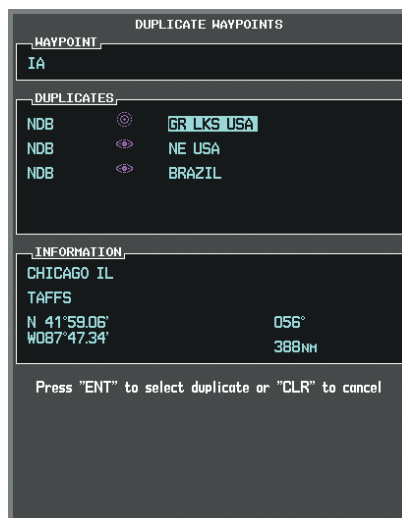 DUPLICATE WAYPOINTS
WAYPOINT
IA
DUPLICATES
NDB GR LKS USA
NDB NE USA
NDB BRAZIL
INFORMATION
CHICAGO IL
TAFFS
N 41°59.06' 056°
W087°47.34' 388NM
Press "ENT" to select duplicate or "CLR" to cancel